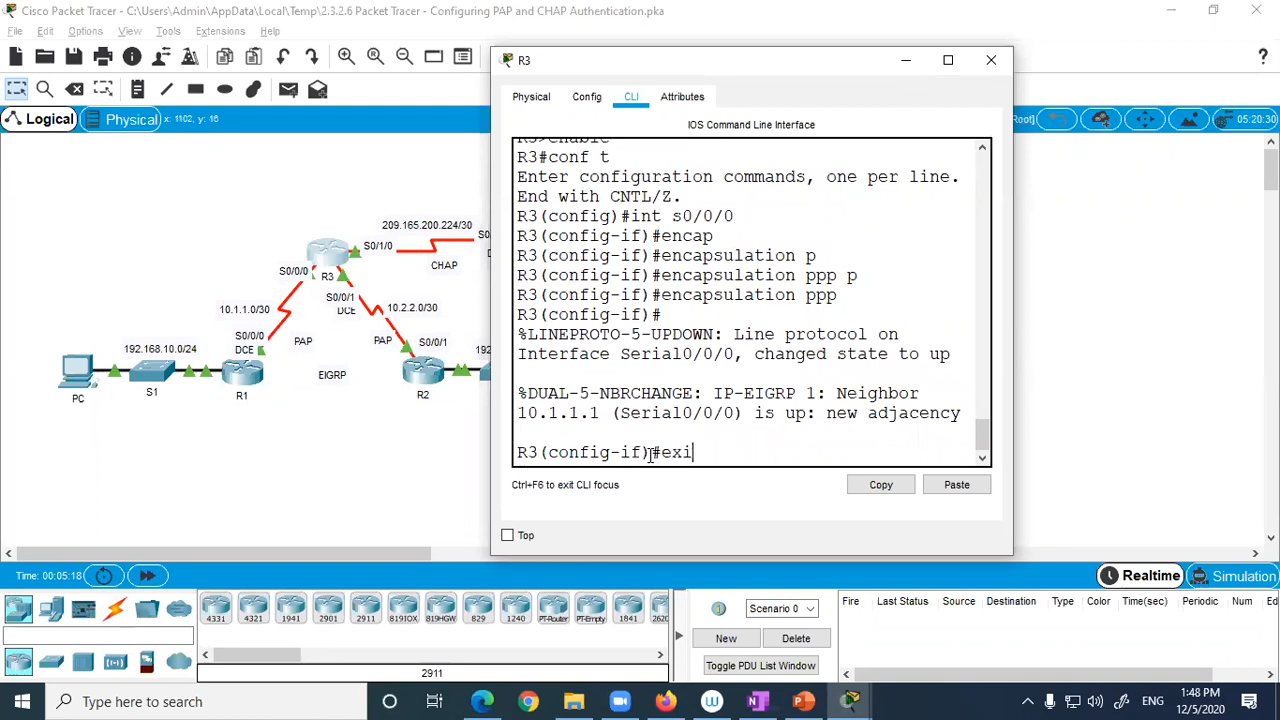 Cisco Packet Tracer - C:\Users\Admin\AppData\Local\Temp\2.3.2.6 Packet Tracer - Configuring PAP and CHAP Authentication.pka
File Edit Options View Tools Extensions Help
Logical Physical x: 1102, y: 16
[Root] 05:20:30
R3
Physical Config CLI Attributes
IOS Command Line Interface
R3>enable
R3#conf t
Enter configuration commands, one per line.
End with CNTL/Z.
R3(config)#int s0/0/0
R3(config-if)#encap
R3(config-if)#encapsulation p
R3(config-if)#encapsulation ppp p
R3(config-if)#encapsulation ppp
R3(config-if)#
%LINEPROTO-5-UPDOWN: Line protocol on
Interface Serial0/0/0, changed state to up
%DUAL-5-NBRCHANGE: IP-EIGRP 1: Neighbor
10.1.1.1 (Serial0/0/0) is up: new adjacency
R3(config-if)#exi
Ctrl+F6 to exit CLI focus
Copy
Paste
Top
209.165.200.224/30
S0/1/0
CHAP
S0/0/0
R3
S0/0/1
DCE
10.1.1.0/30
10.2.2.0/30
S0/0/0
DCE
PAP
PAP
S0/0/1
192.168.10.0/24
EIGRP
PC
S1
R1
R2
Time: 00:05:18
Realtime
Simulation
4331 4321 1941 2901 2911 819IOX 819HGW 829 1240 PT-Router PT-Empty 1841
2911
Scenario 0
New
Delete
Toggle PDU List Window
Fire Last Status Source Destination Type Color Time(sec) Periodic Num
Type here to search
ENG
1:48 PM
12/5/2020